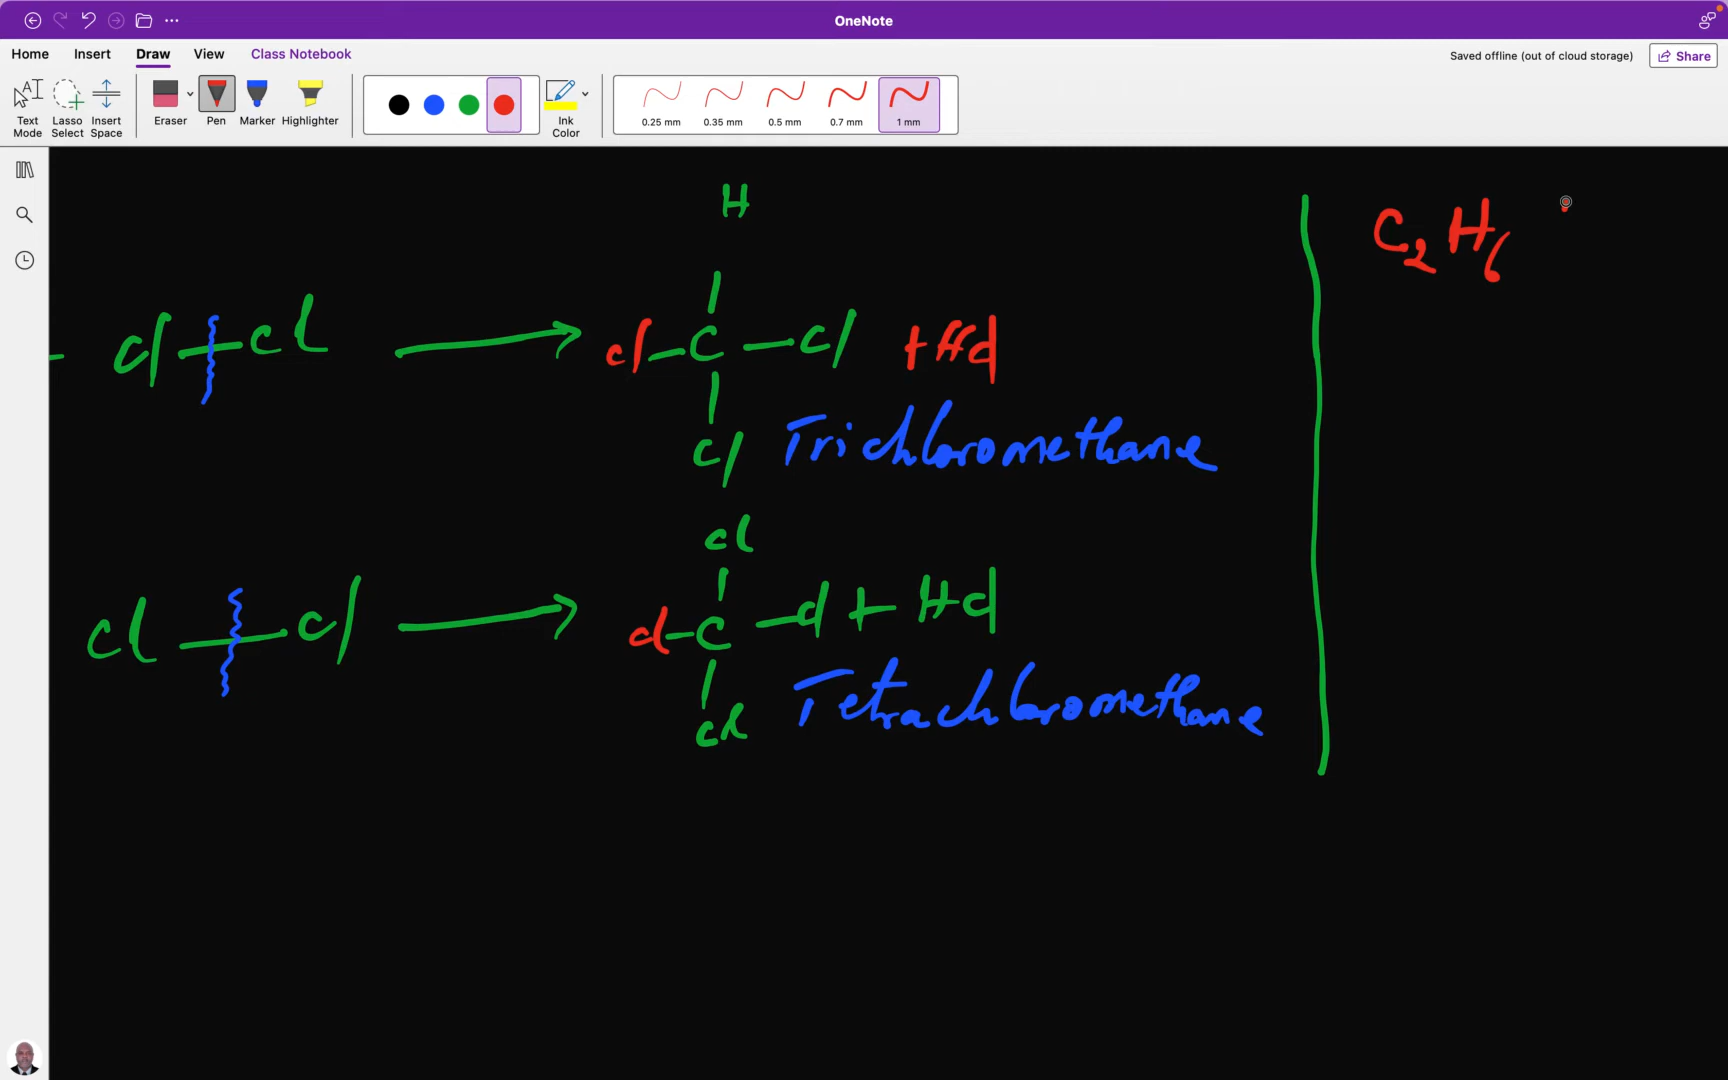 OneNote
Home Insert Draw View Class Notebook
Saved offline (out of cloud storage) Share
Text Mode
Lasso Select
Insert Space
Eraser
Pen
Marker
Highlighter
Ink Color
0.25 mm
0.35 mm
0.5 mm
0.7 mm
1 mm
H
C₂H₆
– Cl – Cl → Cl – C – Cl + HCl
Cl
Trichloromethane
Cl
Cl – Cl → Cl – C – Cl + HCl
Cl
Tetrachloromethane